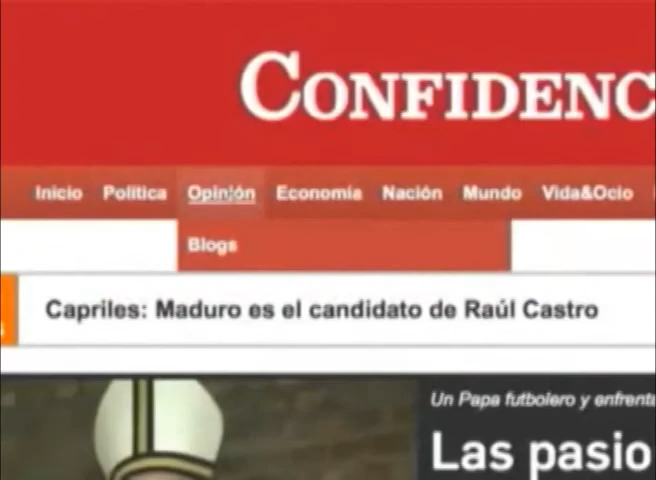 CONFIDENC
Inicio Política Opinión Economía Nación Mundo Vida&Ocio
Blogs
Capriles: Maduro es el candidato de Raúl Castro
Un Papa futbolero y enfrenta
Las pasio